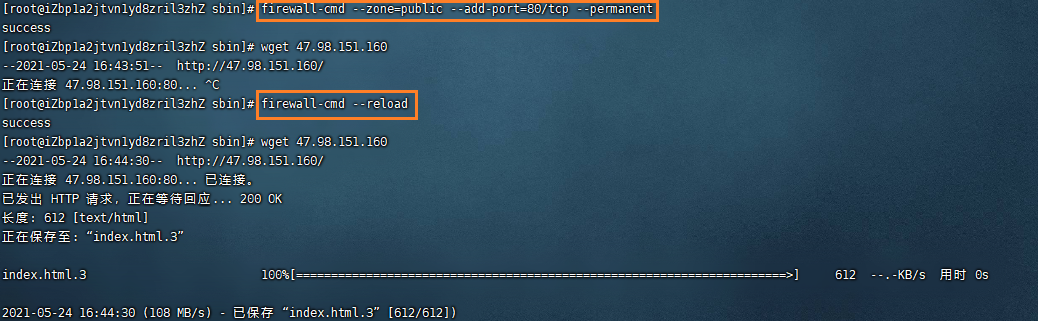 [root@iZbp1a2jtvn1yd8zril3zhZ sbin]# firewall-cmd --zone=public --add-port=80/tcp --permanent
success
[root@iZbp1a2jtvn1yd8zril3zhZ sbin]# wget 47.98.151.160
--2021-05-24 16:43:51--  http://47.98.151.160/
正在连接 47.98.151.160:80... ^C
[root@iZbp1a2jtvn1yd8zril3zhZ sbin]# firewall-cmd --reload
success
[root@iZbp1a2jtvn1yd8zril3zhZ sbin]# wget 47.98.151.160
--2021-05-24 16:44:30--  http://47.98.151.160/
正在连接 47.98.151.160:80... 已连接。
已发出 HTTP 请求，正在等待回应... 200 OK
长度：612 [text/html]
正在保存至: “index.html.3”
index.html.3 100%[======================================================================>] 612 --.-KB/s 用时 0s
2021-05-24 16:44:30 (108 MB/s) - 已保存 “index.html.3” [612/612])